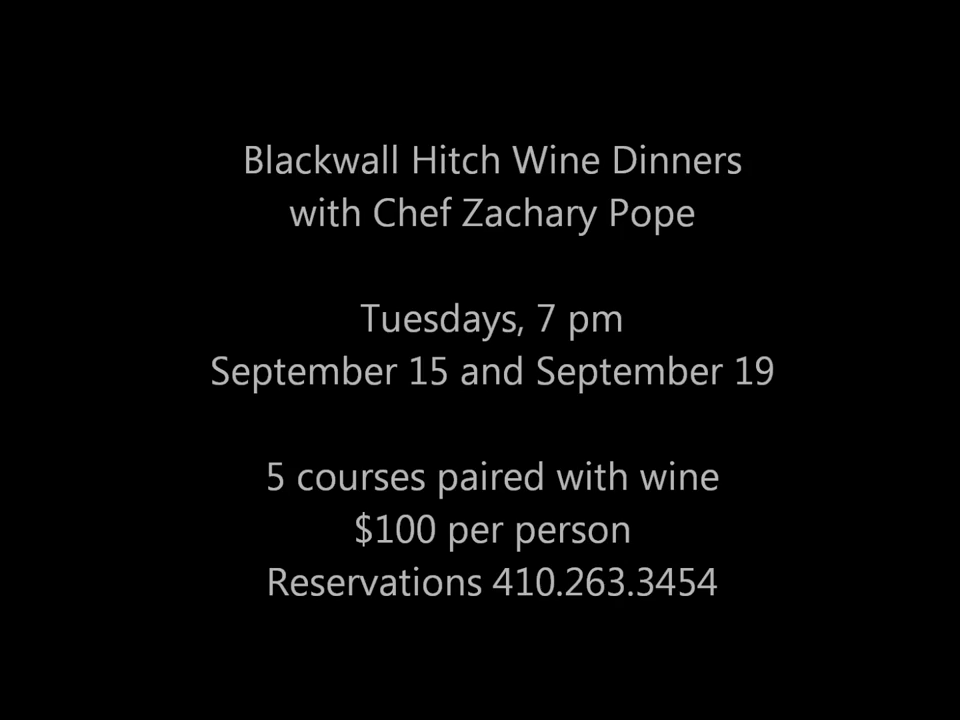 Blackwall Hitch Wine Dinners
with Chef Zachary Pope
Tuesdays, 7 pm
September 15 and September 19
5 courses paired with wine
$100 per person
Reservations 410.263.3454